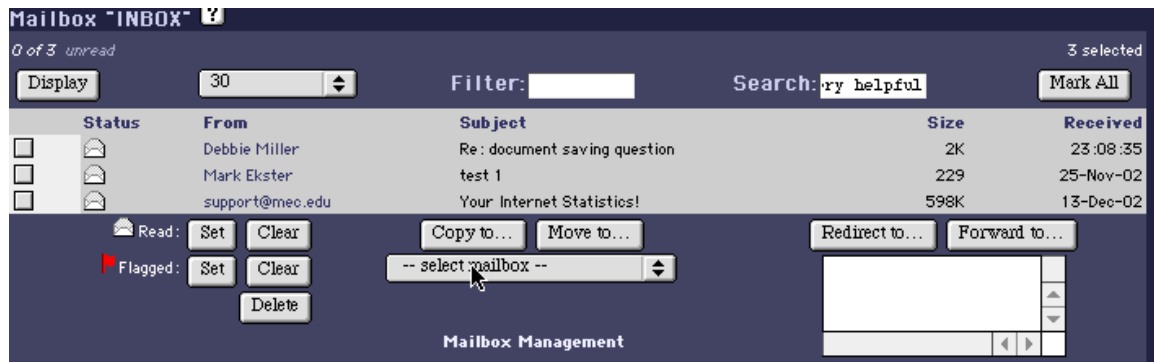 Mailbox "INBOX" ?
0 of 3 unread 3 selected
Display 30 Filter: Search: ry helpful Mark All
Status From Subject Size Received
Debbie Miller Re: document saving question 2K 23:08:35
Mark Ekster test 1 229 25-Nov-02
support@mec.edu Your Internet Statistics! 598K 13-Dec-02
Read: Set Clear Copy to... Move to... Redirect to... Forward to...
Flagged: Set Clear -- select mailbox --
Delete
Mailbox Management